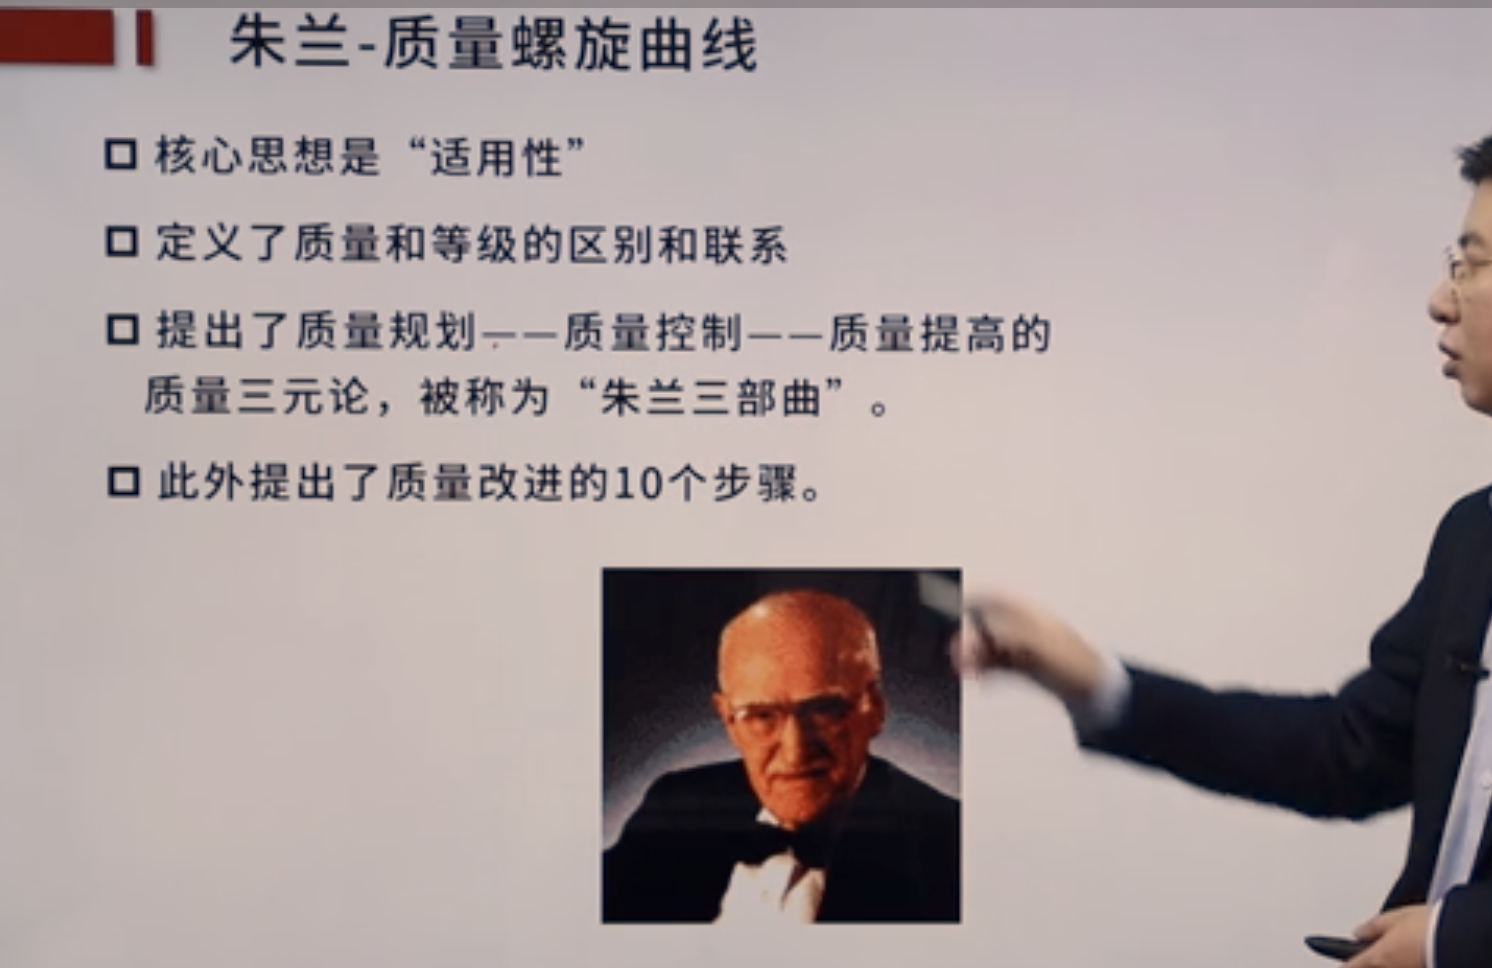 朱兰-质量螺旋曲线
核心思想是“适用性”
定义了质量和等级的区别和联系
提出了质量规划——质量控制——质量提高的
质量三元论，被称为“朱兰三部曲”。
此外提出了质量改进的10个步骤。